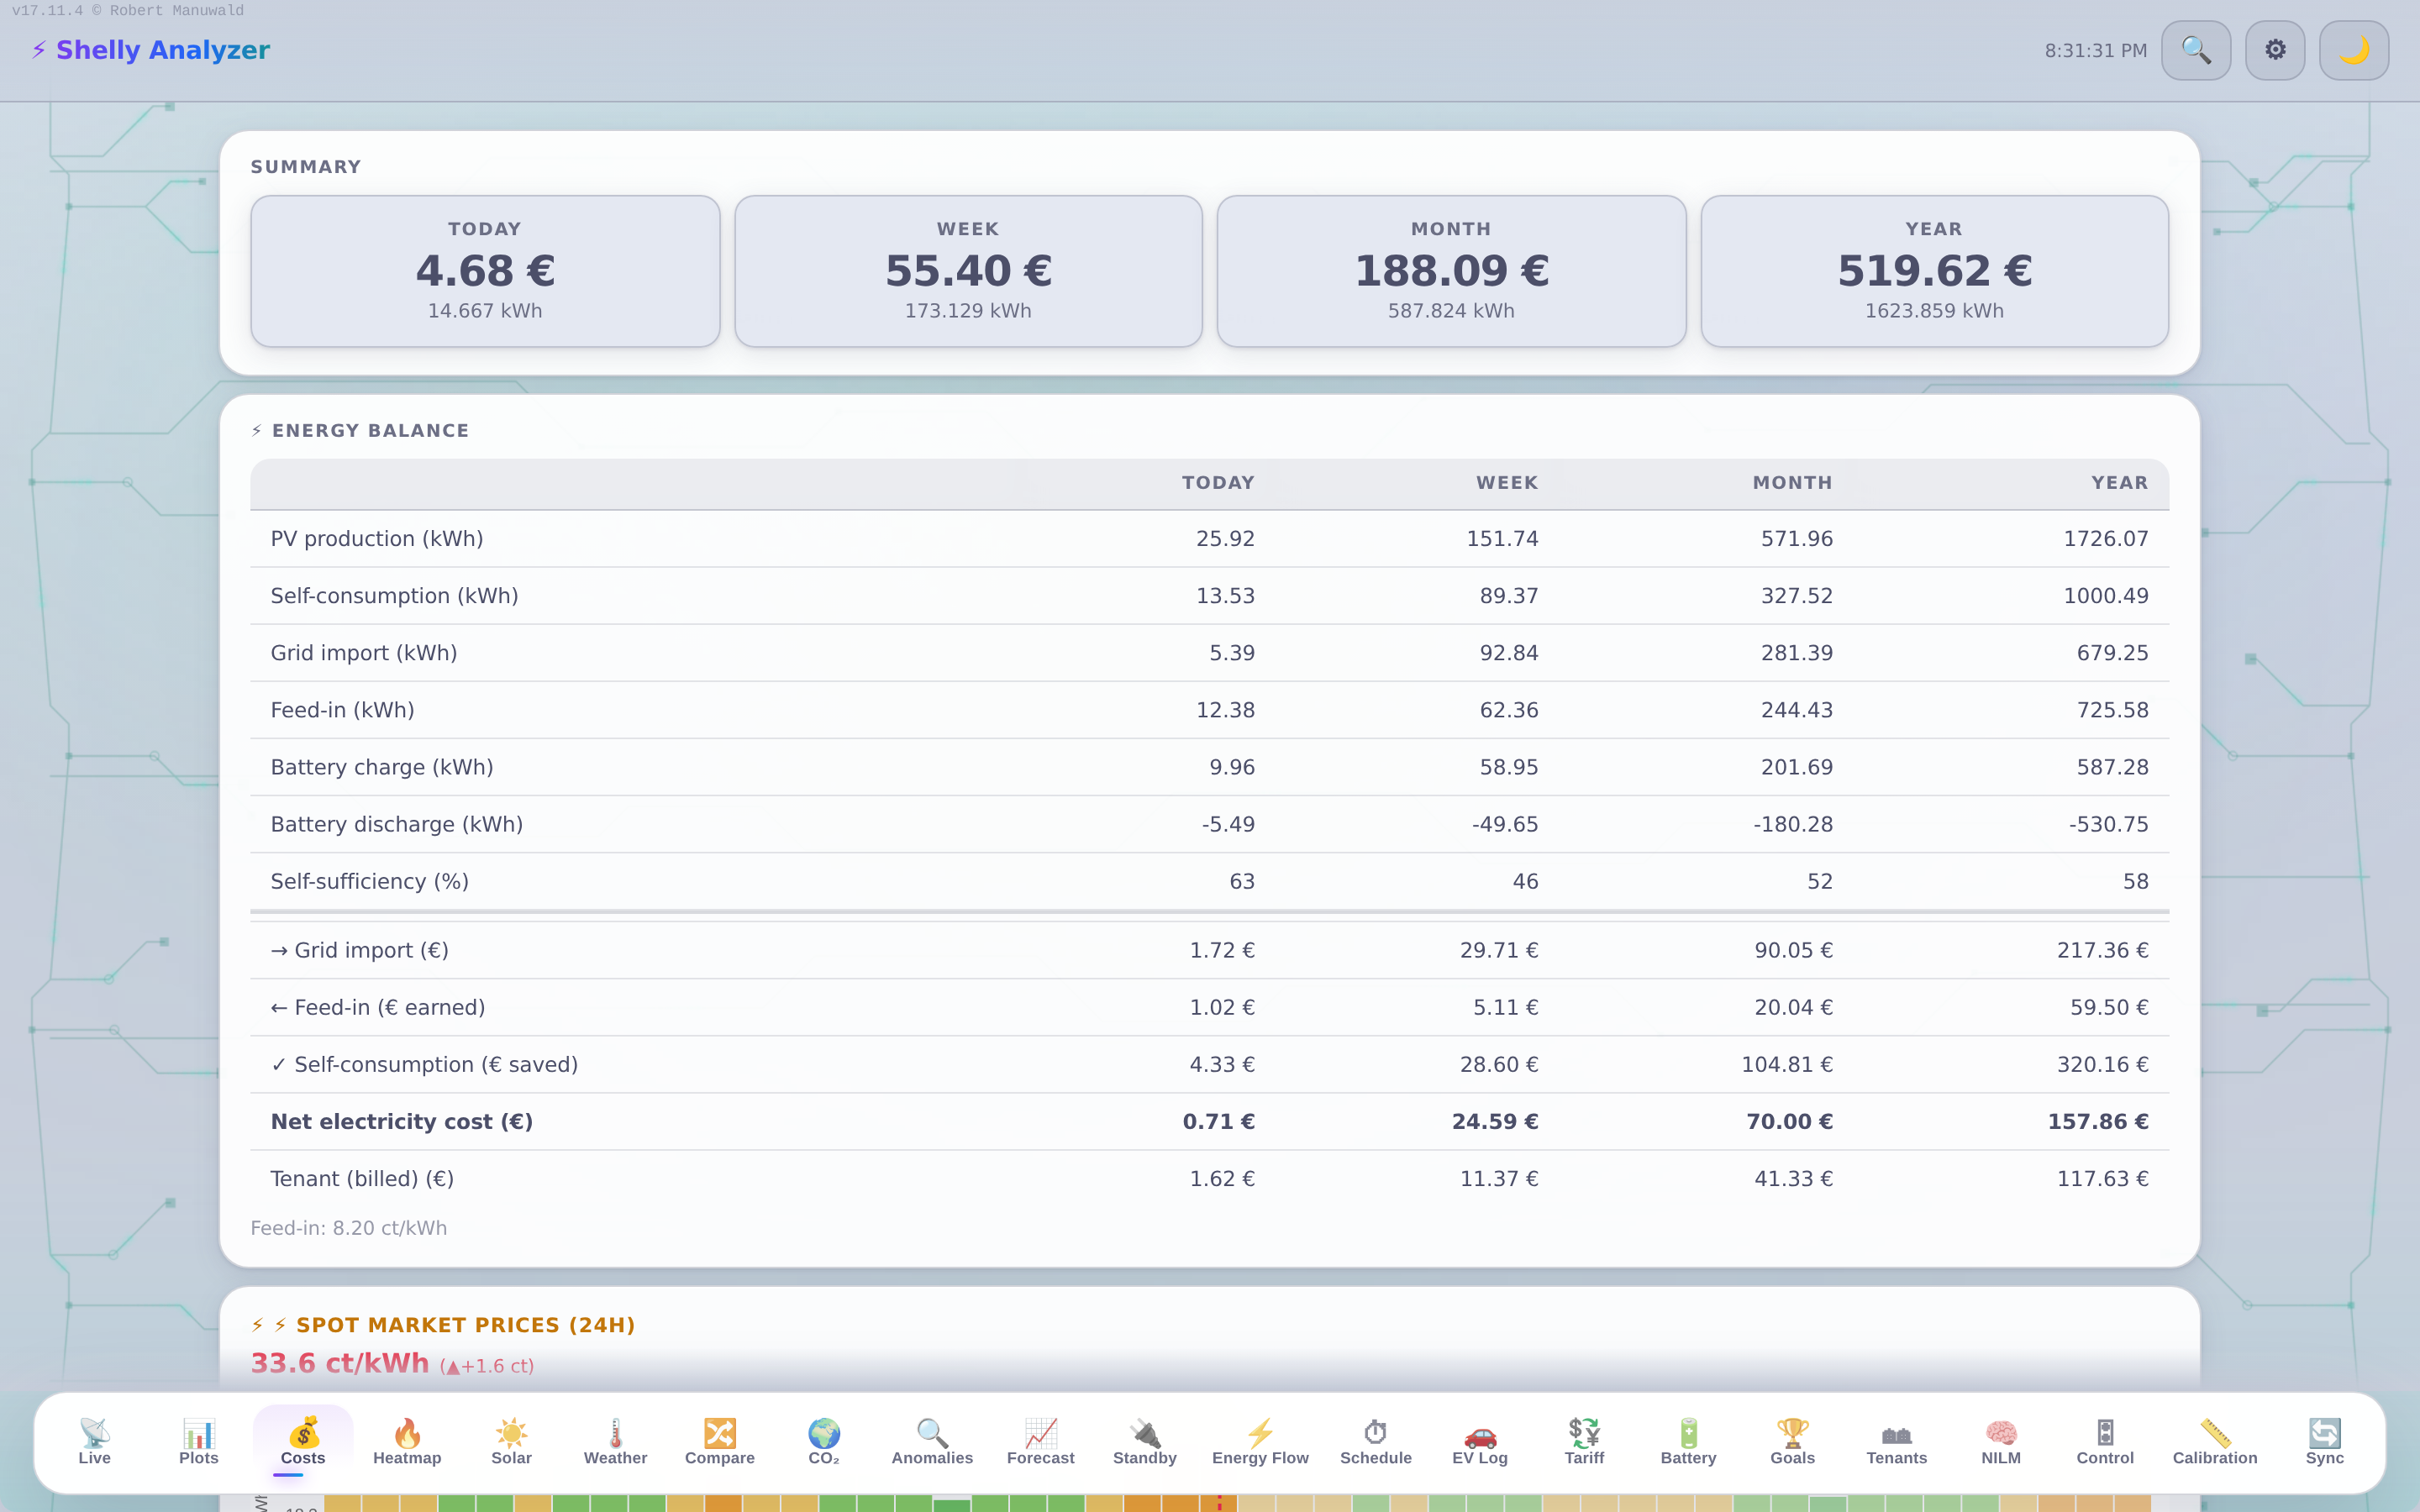 v17.11.4 © Robert Manuwald
⚡ Shelly Analyzer
8:31:31 PM
SUMMARY
TODAY WEEK MONTH YEAR
4.68 € 55.40 € 188.09 € 519.62 €
14.667 kWh 173.129 kWh 587.824 kWh 1623.859 kWh
⚡ ENERGY BALANCE
TODAY WEEK MONTH YEAR
PV production (kWh) 25.92 151.74 571.96 1726.07
Self-consumption (kWh) 13.53 89.37 327.52 1000.49
Grid import (kWh) 5.39 92.84 281.39 679.25
Feed-in (kWh) 12.38 62.36 244.43 725.58
Battery charge (kWh) 9.96 58.95 201.69 587.28
Battery discharge (kWh) -5.49 -49.65 -180.28 -530.75
Self-sufficiency (%) 63 46 52 58
→ Grid import (€) 1.72 € 29.71 € 90.05 € 217.36 €
← Feed-in (€ earned) 1.02 € 5.11 € 20.04 € 59.50 €
✓ Self-consumption (€ saved) 4.33 € 28.60 € 104.81 € 320.16 €
Net electricity cost (€) 0.71 € 24.59 € 70.00 € 157.86 €
Tenant (billed) (€) 1.62 € 11.37 € 41.33 € 117.63 €
Feed-in: 8.20 ct/kWh
⚡ ⚡ SPOT MARKET PRICES (24H)
33.6 ct/kWh (▲+1.6 ct)
Live Plots Costs Heatmap Solar Weather Compare CO₂ Anomalies Forecast Standby Energy Flow Schedule EV Log Tariff Battery Goals Tenants NILM Control Calibration Sync